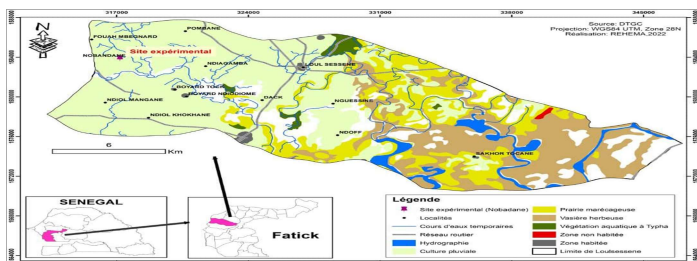 317000
324000
331000
338000
345000
Source: DTGC
Projection: WGS84 UTM, Zone 28N
Réalisation: REHEMA,2022
N
POMBANE
FOUAH MBEGNARD
Site expérimental
NOBANDANE
NDIAGAMBA
LOUL SESSENE
BOYARD TOCK
BOYARD NDIODIOME
NDIOL MANGANE
DACK
NGUESSINE
NDIOL KHOKHANE
NDOFF
SAKHOR TOCANE
6
Km
SENEGAL
Fatick
Légende
Site expérimental (Nobadane)
Localités
Cours d'eaux temporaires
Réseau routier
Hydrographie
Culture pluviale
Prairie marécageuse
Vasière herbeuse
Végétation aquatique à Typha
Zone non habitée
Zone habitée
Limite de Loulsessene